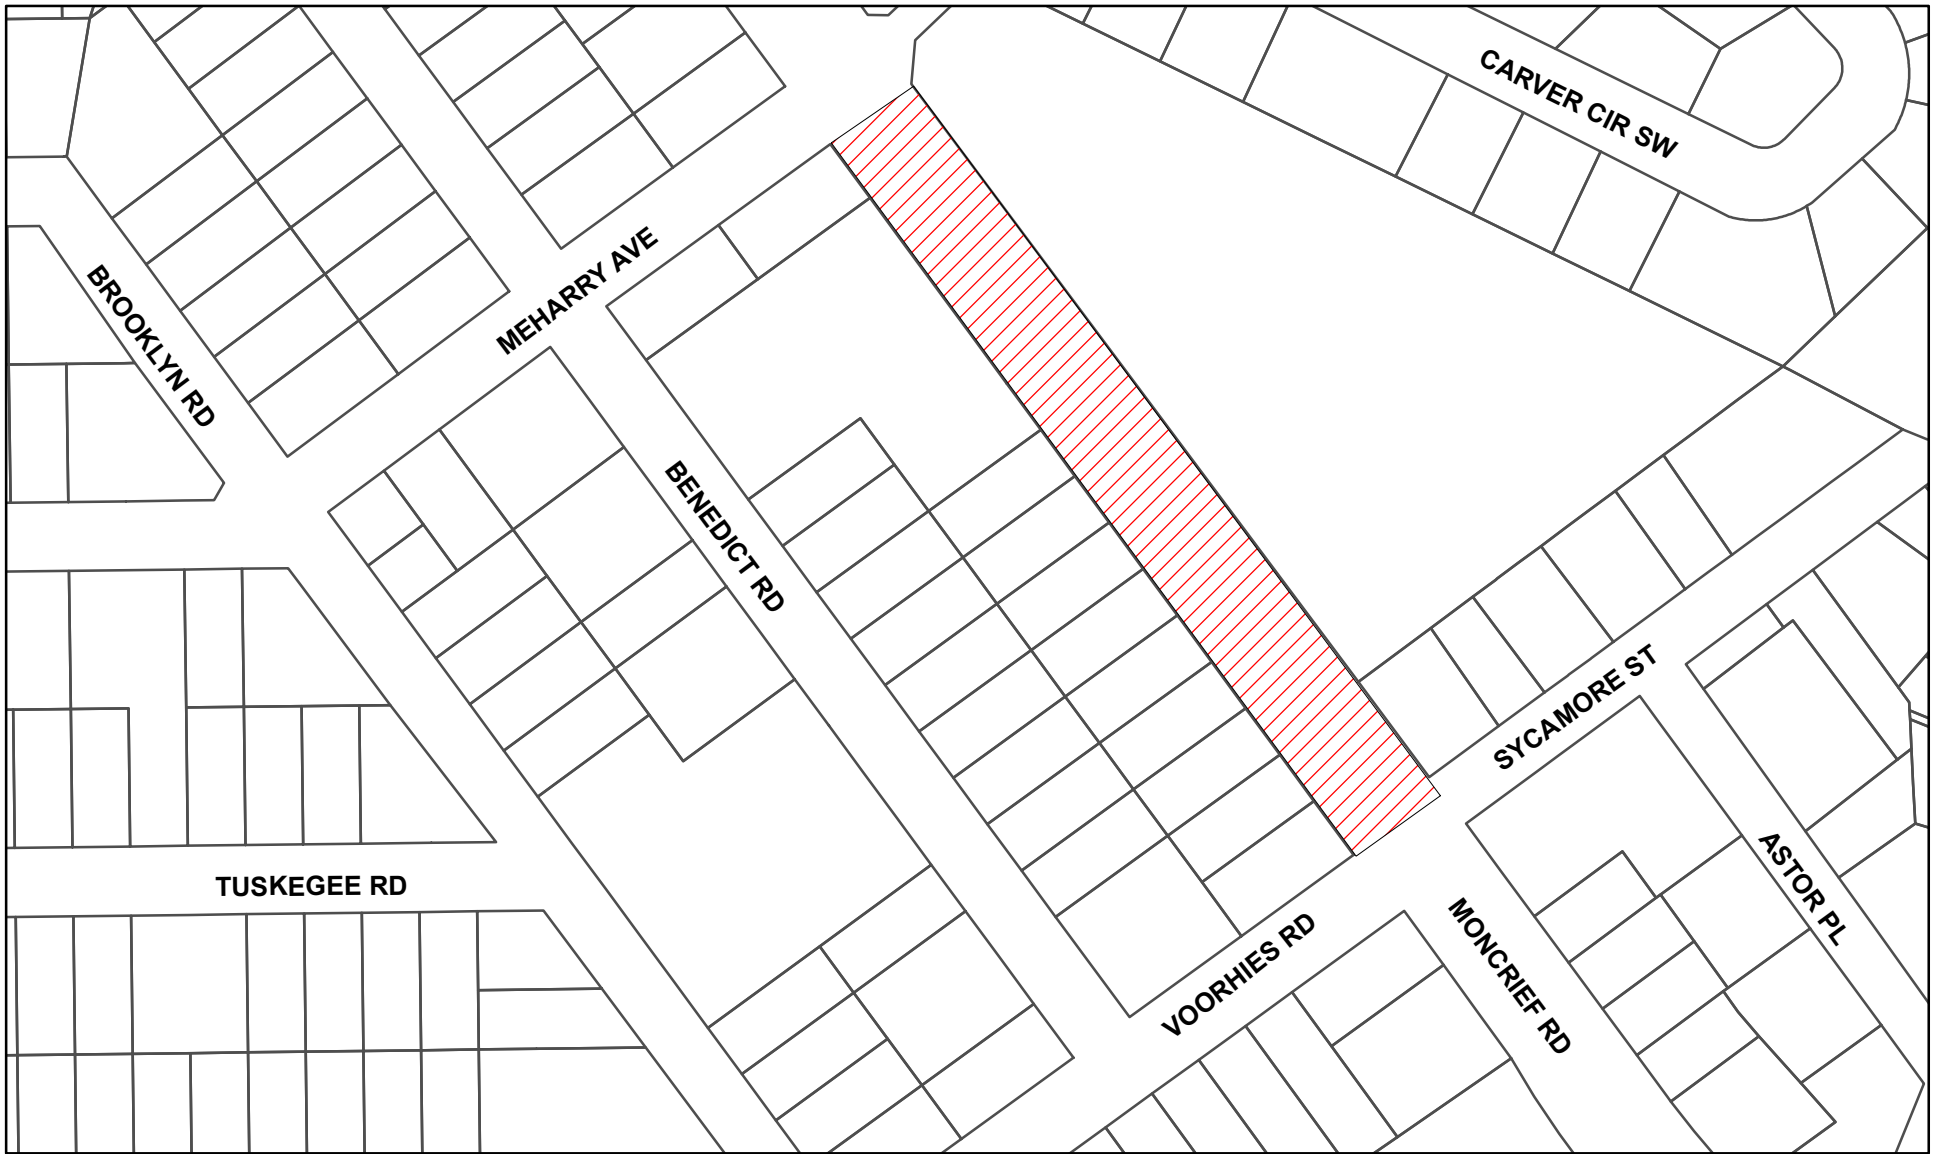 CARVER CIR SW
MEHARRY AVE
BROOKLYN RD
BENEDICT RD
SYCAMORE ST
TUSKEGEE RD
ASTOR PL
VOORHIES RD
MONCRIEF RD